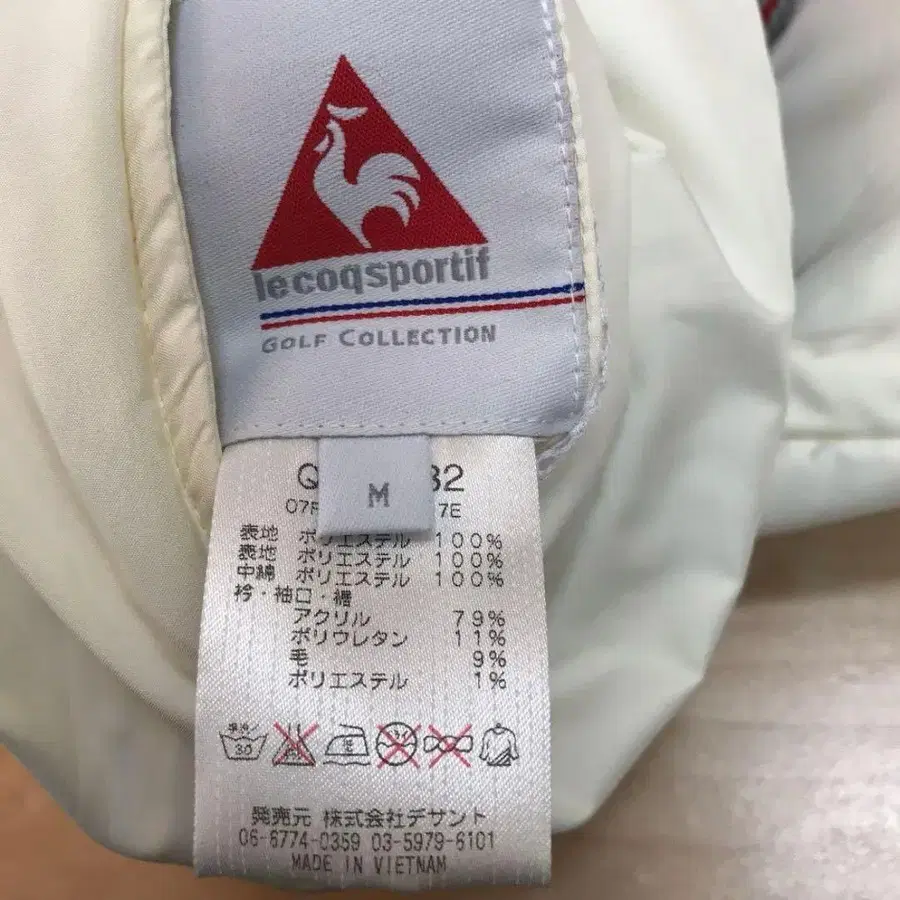 lecoqsportif
GOLF COLLECTION
M
82
7E
表地 ポリエステル 100%
裏地 ポリエステル 100%
中綿 ポリエステル 100%
衿・袖口・裾
アクリル 79%
ポリウレタン 11%
毛 9%
ポリエステル 1%
30
発売元 株式会社デサント
06-6774-0359 03-5979-6101
MADE IN VIETNAM